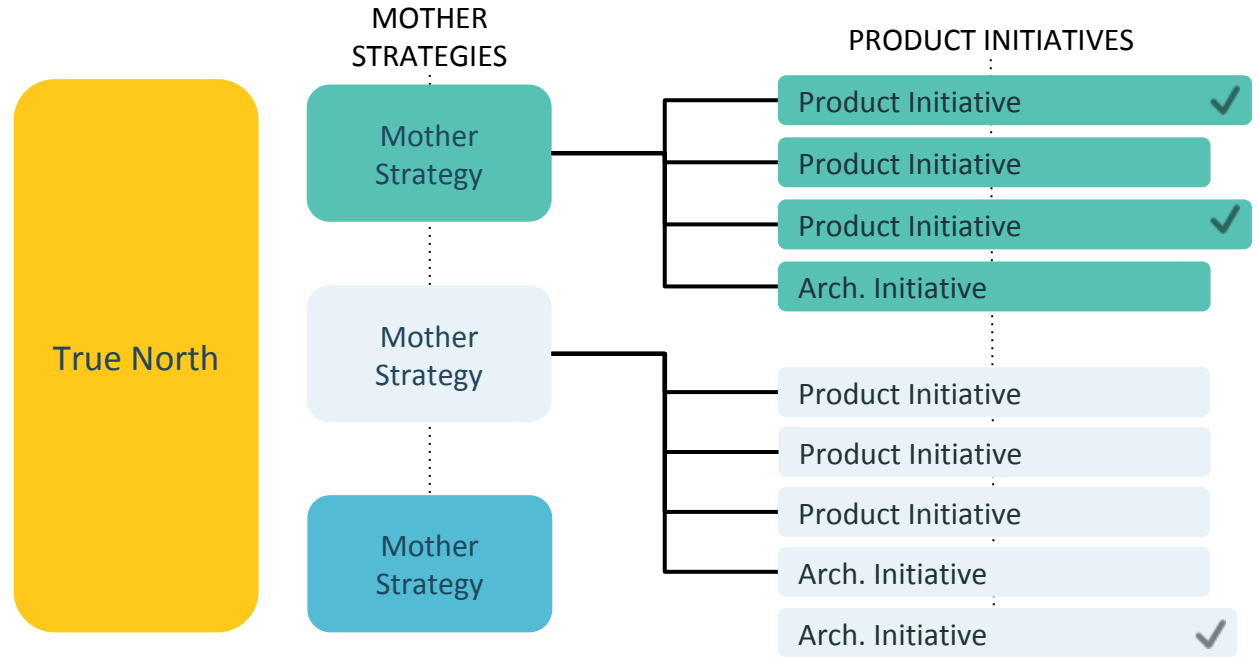 MOTHER
STRATEGIES
PRODUCT INITIATIVES
True North
Mother
Strategy
Product Initiative
Product Initiative
Product Initiative
Arch. Initiative
Mother
Strategy
Product Initiative
Product Initiative
Product Initiative
Arch. Initiative
Arch. Initiative
Mother
Strategy